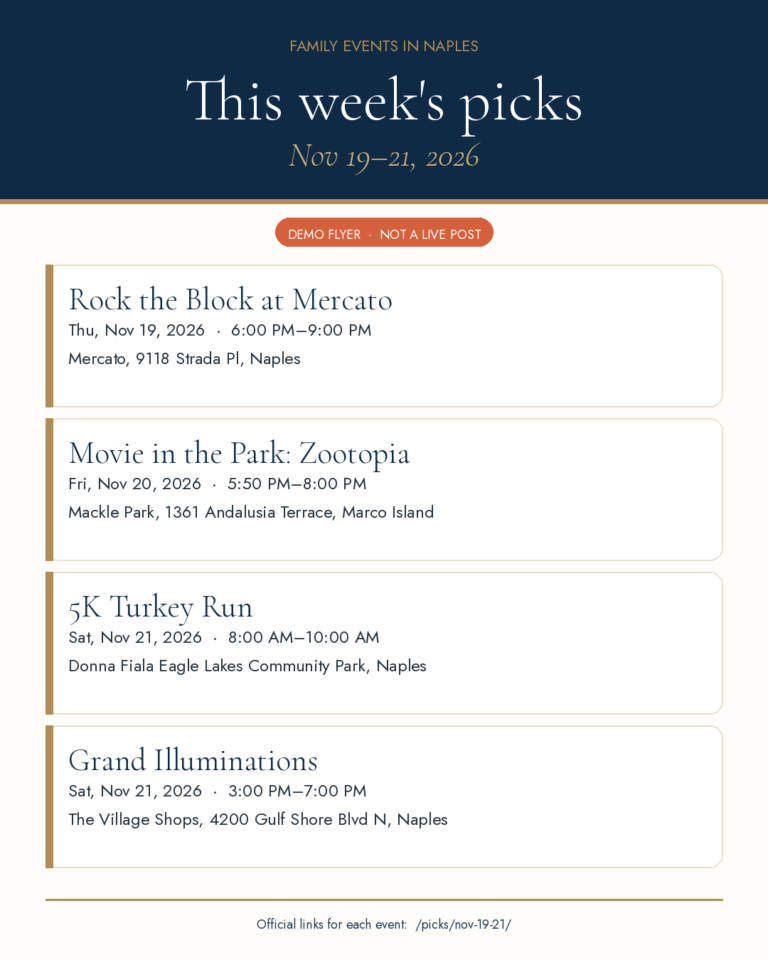 FAMILY EVENTS IN NAPLES
This week's picks
Nov 19–21, 2026
DEMO FLYER · NOT A LIVE POST
Rock the Block at Mercato
Thu, Nov 19, 2026 · 6:00 PM–9:00 PM
Mercato, 9118 Strada Pl, Naples
Movie in the Park: Zootopia
Fri, Nov 20, 2026 · 5:50 PM–8:00 PM
Mackle Park, 1361 Andalusia Terrace, Marco Island
5K Turkey Run
Sat, Nov 21, 2026 · 8:00 AM–10:00 AM
Donna Fiala Eagle Lakes Community Park, Naples
Grand Illuminations
Sat, Nov 21, 2026 · 3:00 PM–7:00 PM
The Village Shops, 4200 Gulf Shore Blvd N, Naples
Official links for each event: /picks/nov-19-21/